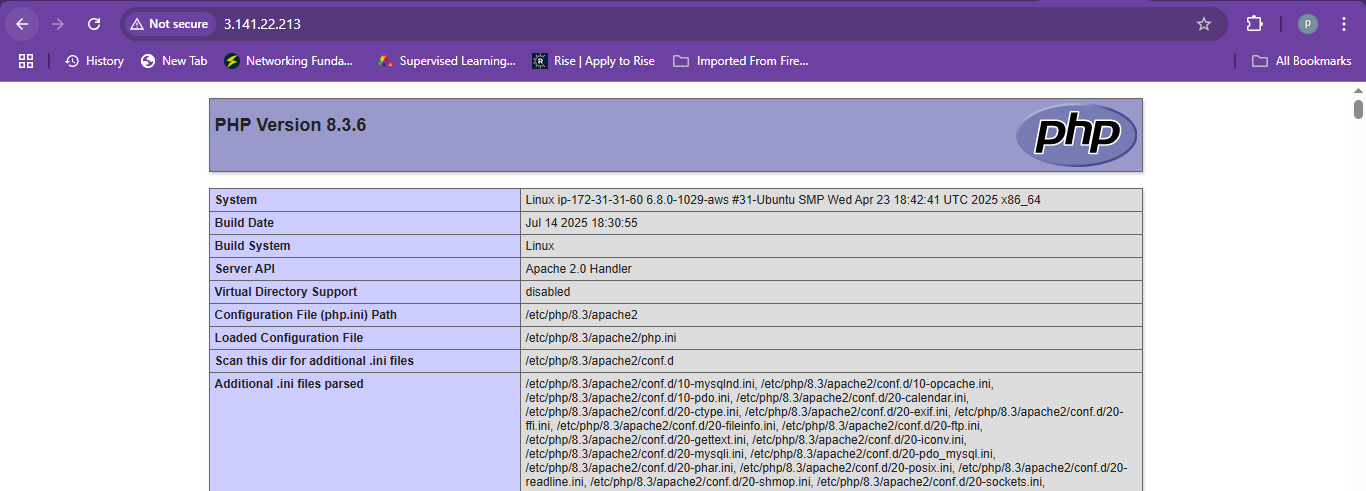 Not secure 3.141.22.213 p
History New Tab Networking Funda... Supervised Learning... Rise | Apply to Rise Imported From Fire... All Bookmarks
PHP Version 8.3.6 php
System Linux ip-172-31-31-60 6.8.0-1029-aws #31-Ubuntu SMP Wed Apr 23 18:42:41 UTC 2025 x86_64
Build Date Jul 14 2025 18:30:55
Build System Linux
Server API Apache 2.0 Handler
Virtual Directory Support disabled
Configuration File (php.ini) Path /etc/php/8.3/apache2
Loaded Configuration File /etc/php/8.3/apache2/php.ini
Scan this dir for additional .ini files /etc/php/8.3/apache2/conf.d
Additional .ini files parsed /etc/php/8.3/apache2/conf.d/10-mysqlnd.ini, /etc/php/8.3/apache2/conf.d/10-opcache.ini,
/etc/php/8.3/apache2/conf.d/10-pdo.ini, /etc/php/8.3/apache2/conf.d/20-calendar.ini,
/etc/php/8.3/apache2/conf.d/20-ctype.ini, /etc/php/8.3/apache2/conf.d/20-exif.ini, /etc/php/8.3/apache2/conf.d/20-
ffi.ini, /etc/php/8.3/apache2/conf.d/20-fileinfo.ini, /etc/php/8.3/apache2/conf.d/20-ftp.ini,
/etc/php/8.3/apache2/conf.d/20-gettext.ini, /etc/php/8.3/apache2/conf.d/20-iconv.ini,
/etc/php/8.3/apache2/conf.d/20-mysqli.ini, /etc/php/8.3/apache2/conf.d/20-pdo_mysql.ini,
/etc/php/8.3/apache2/conf.d/20-phar.ini, /etc/php/8.3/apache2/conf.d/20-posix.ini, /etc/php/8.3/apache2/conf.d/20-
readline.ini, /etc/php/8.3/apache2/conf.d/20-shmop.ini, /etc/php/8.3/apache2/conf.d/20-sockets.ini,